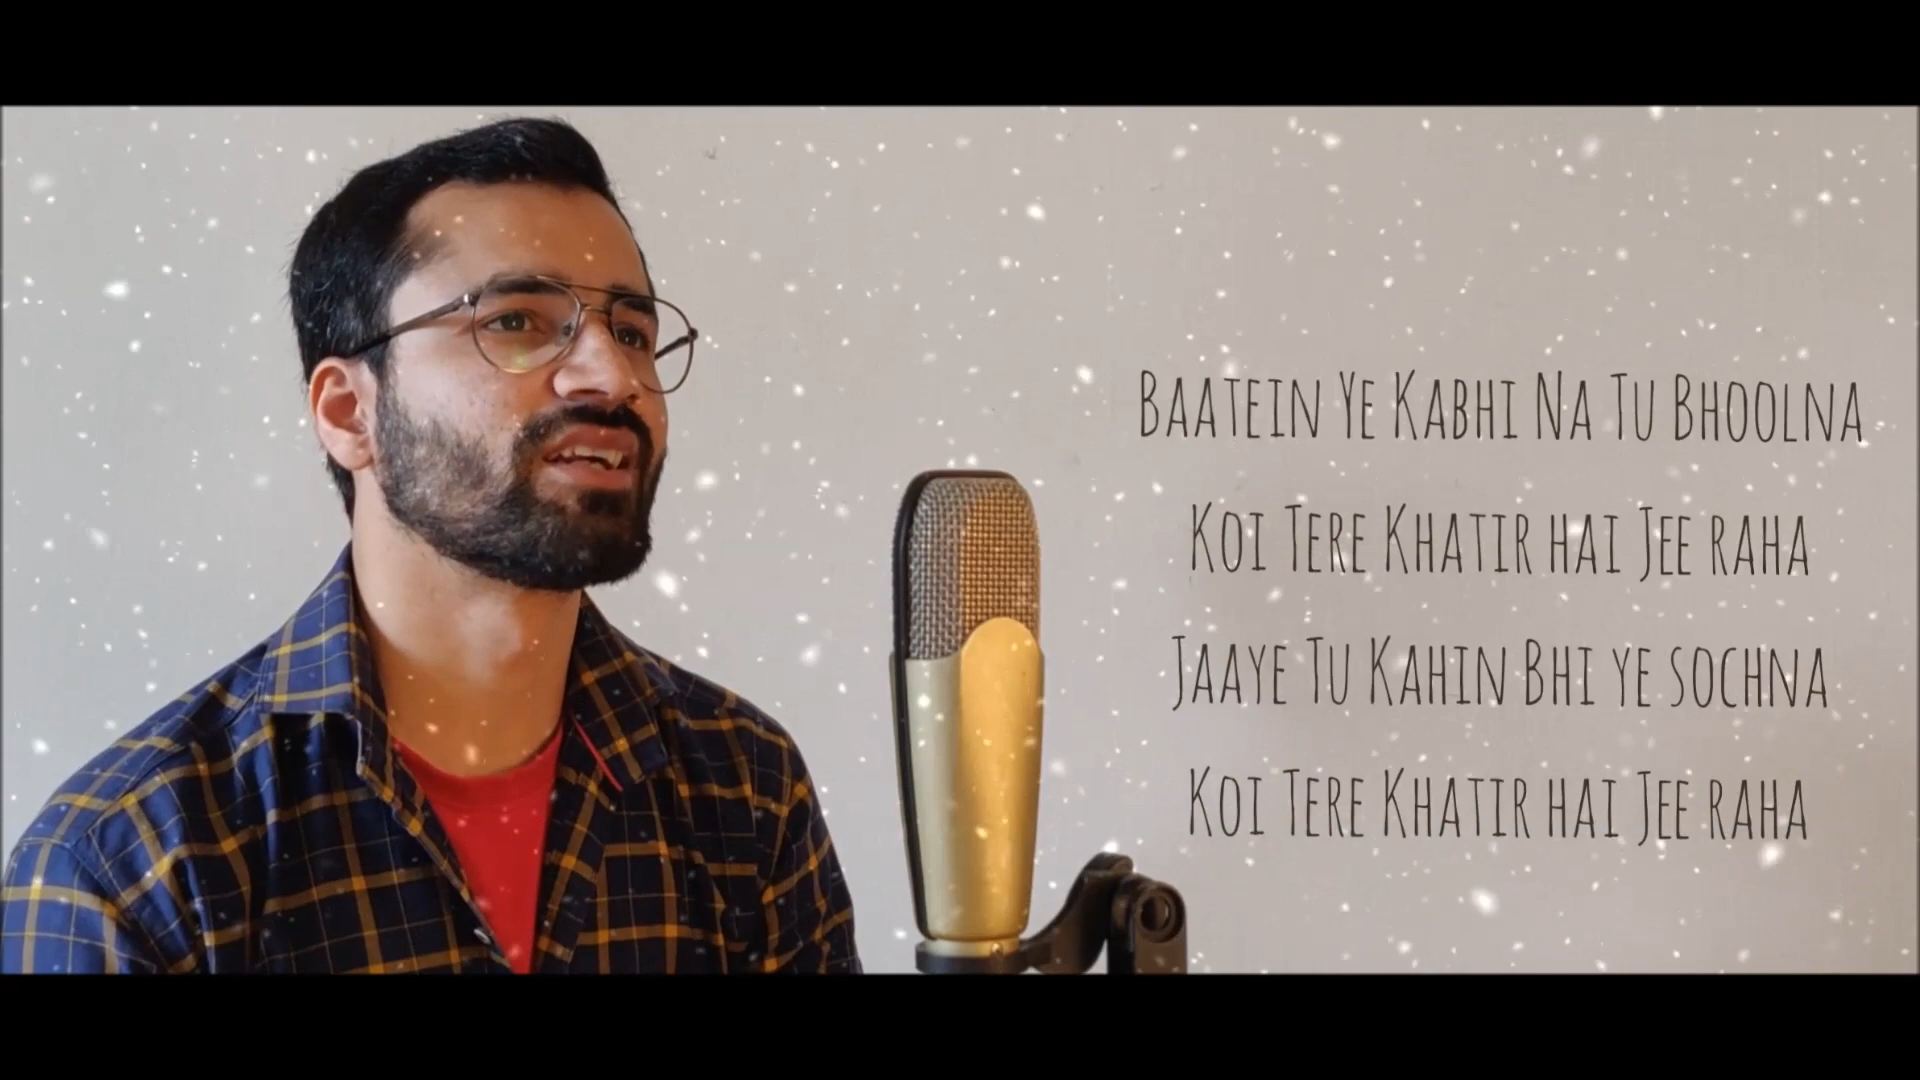 Baatein Ye Kabhi Na Tu Bhoolna
Koi Tere Khatir hai Jee raha
Jaaye Tu Kahin Bhi ye sochna
Koi Tere Khatir hai Jee raha